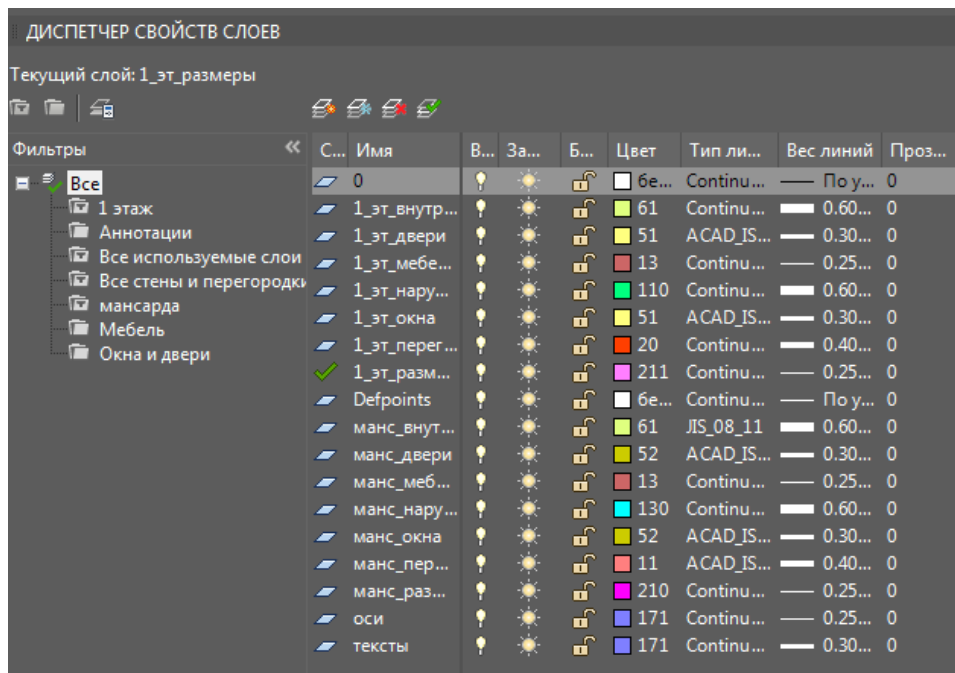 ДИСПЕТЧЕР СВОЙСТВ СЛОЕВ
Текущий слой: 1_эт_размеры
Фильтры
Все
1 этаж
Аннотации
Все используемые слои
Все стены и перегородки
мансарда
Мебель
Окна и двери
С... Имя В... За... Б... Цвет Тип ли... Вес линий Проз...
0 бе... Continu... По у... 0
1_эт_внутр... 61 Continu... 0.60... 0
1_эт_двери 51 ACAD_IS... 0.30... 0
1_эт_мебе... 13 Continu... 0.25... 0
1_эт_нару... 110 Continu... 0.60... 0
1_эт_окна 51 ACAD_IS... 0.30... 0
1_эт_перег... 20 Continu... 0.40... 0
1_эт_разм... 211 Continu... 0.25... 0
Defpoints бе... Continu... По у... 0
манс_внут... 61 JIS_08_11 0.60... 0
манс_двери 52 ACAD_IS... 0.30... 0
манс_меб... 13 Continu... 0.25... 0
манс_нару... 130 Continu... 0.60... 0
манс_окна 52 ACAD_IS... 0.30... 0
манс_пер... 11 ACAD_IS... 0.40... 0
манс_раз... 210 Continu... 0.25... 0
оси 171 Continu... 0.25... 0
тексты 171 Continu... 0.30... 0